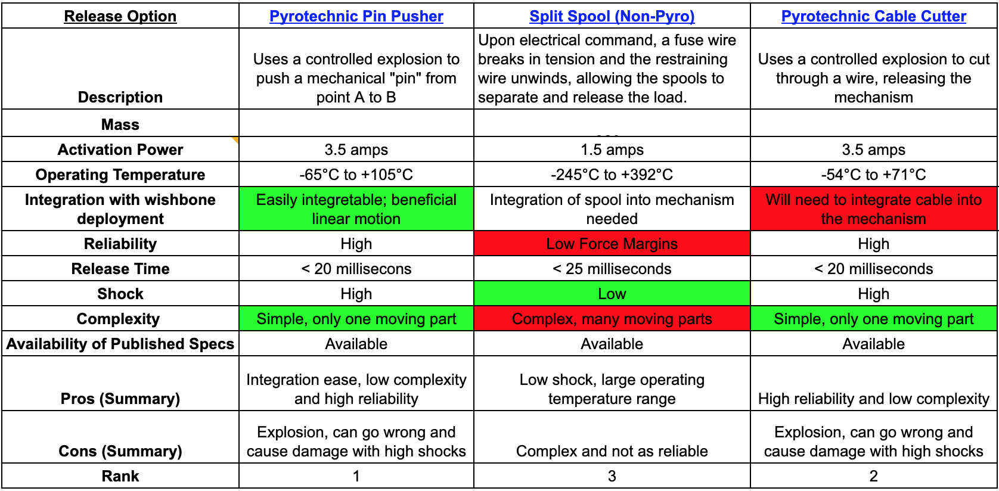 Release Option
Pyrotechnic Pin Pusher
Split Spool (Non-Pyro)
Pyrotechnic Cable Cutter
Description
Uses a controlled explosion to
push a mechanical "pin" from
point A to B
Upon electrical command, a fuse wire
breaks in tension and the restraining
wire unwinds, allowing the spools to
separate and release the load.
Uses a controlled explosion to cut
through a wire, releasing the
mechanism
Mass
Activation Power
3.5 amps
1.5 amps
3.5 amps
Operating Temperature
-65°C to +105°C
-245°C to +392°C
-54°C to +71°C
Integration with wishbone
deployment
Easily integretable; beneficial
linear motion
Integration of spool into mechanism
needed
Will need to integrate cable into
the mechanism
Reliability
High
Low Force Margins
High
Release Time
< 20 millisecons
< 25 milliseconds
< 20 milliseconds
Shock
High
Low
High
Complexity
Simple, only one moving part
Complex, many moving parts
Simple, only one moving part
Availability of Published Specs
Available
Available
Available
Pros (Summary)
Integration ease, low complexity
and high reliability
Low shock, large operating
temperature range
High reliability and low complexity
Cons (Summary)
Explosion, can go wrong and
cause damage with high shocks
Complex and not as reliable
Explosion, can go wrong and
cause damage with high shocks
Rank
1
3
2